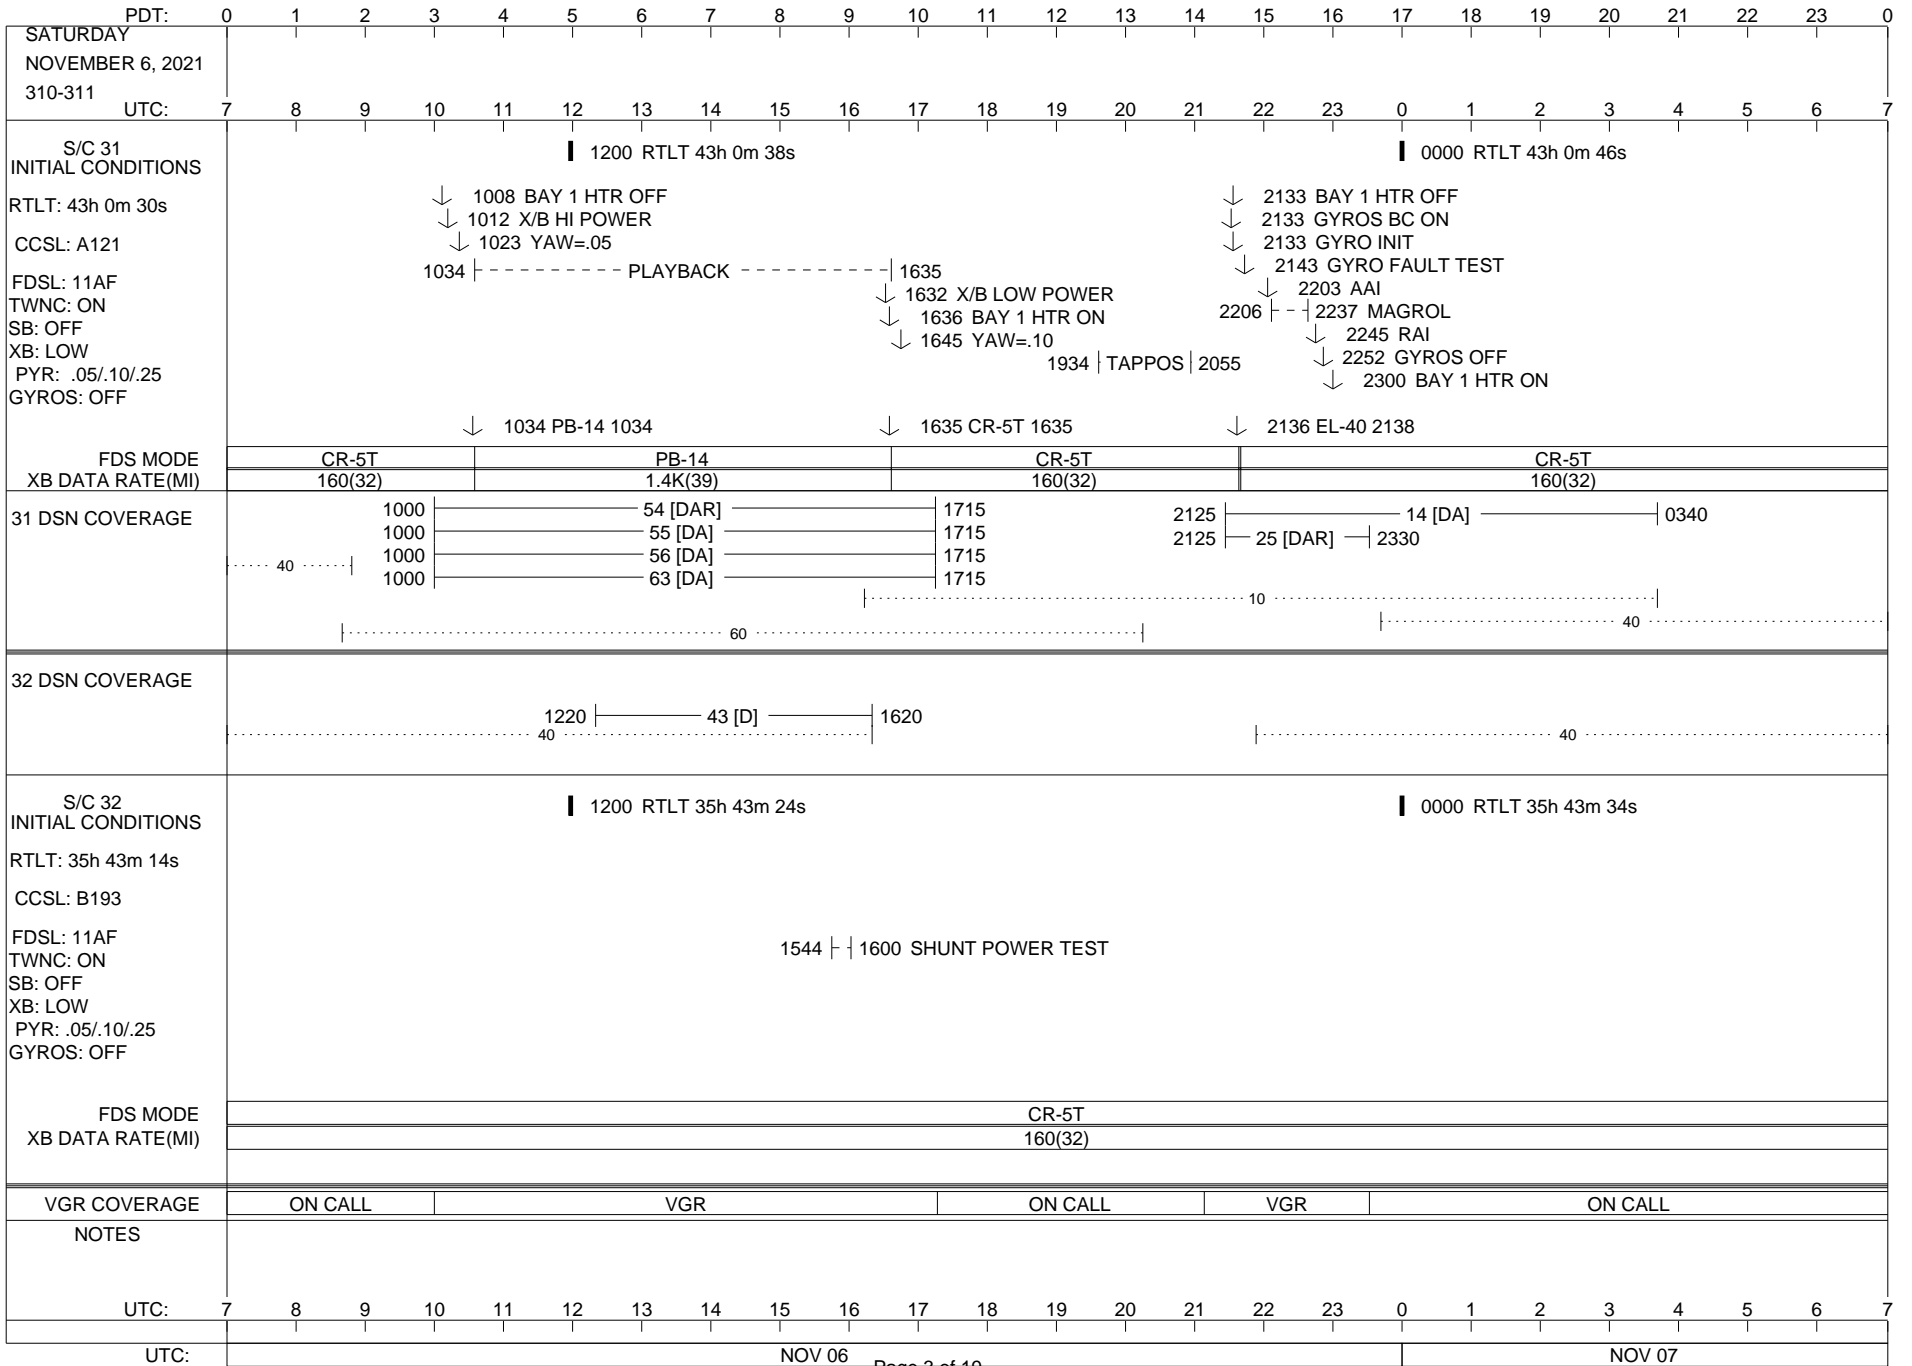 PDT: 0 1 2 3 4 5 6 7 8 9 10 11 12 13 14 15 16 17 18 19 20 21 22 23 0
SATURDAY
NOVEMBER 6, 2021
310-311
UTC: 7 8 9 10 11 12 13 14 15 16 17 18 19 20 21 22 23 0 1 2 3 4 5 6 7
S/C 31
INITIAL CONDITIONS
RTLT: 43h 0m 30s
CCSL: A121
FDSL: 11AF
TWNC: ON
SB: OFF
XB: LOW
PYR: .05/.10/.25
GYROS: OFF
1200 RTLT 43h 0m 38s
0000 RTLT 43h 0m 46s
1008 BAY 1 HTR OFF
1012 X/B HI POWER
1023 YAW=.05
1034 PLAYBACK 1635
1632 X/B LOW POWER
1636 BAY 1 HTR ON
1645 YAW=.10
1934 TAPPOS 2055
2133 BAY 1 HTR OFF
2133 GYROS BC ON
2133 GYRO INIT
2143 GYRO FAULT TEST
2203 AAI
2206 2237 MAGROL
2245 RAI
2252 GYROS OFF
2300 BAY 1 HTR ON
1034 PB-14 1034
1635 CR-5T 1635
2136 EL-40 2138
FDS MODE CR-5T PB-14 CR-5T CR-5T
XB DATA RATE(MI) 160(32) 1.4K(39) 160(32) 160(32)
31 DSN COVERAGE
1000 54 [DAR] 1715
1000 55 [DA] 1715
1000 56 [DA] 1715
1000 63 [DA] 1715
2125 14 [DA] 0340
2125 25 [DAR] 2330
40
10
40
60
32 DSN COVERAGE
1220 43 [D] 1620
40
40
S/C 32
INITIAL CONDITIONS
RTLT: 35h 43m 14s
CCSL: B193
FDSL: 11AF
TWNC: ON
SB: OFF
XB: LOW
PYR: .05/.10/.25
GYROS: OFF
1200 RTLT 35h 43m 24s
0000 RTLT 35h 43m 34s
1544 1600 SHUNT POWER TEST
FDS MODE CR-5T
XB DATA RATE(MI) 160(32)
VGR COVERAGE ON CALL VGR ON CALL VGR ON CALL
NOTES
UTC: 7 8 9 10 11 12 13 14 15 16 17 18 19 20 21 22 23 0 1 2 3 4 5 6 7
UTC: NOV 06 NOV 07
Page 3 of 19